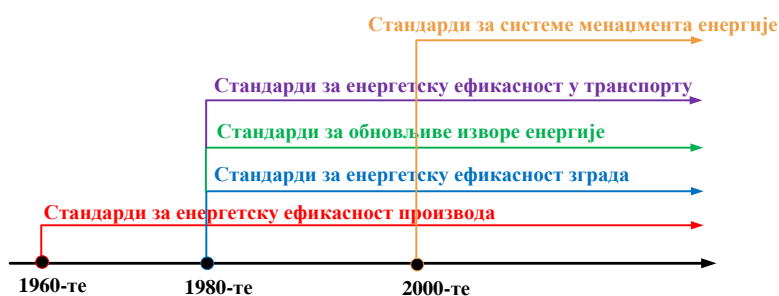 Стандарди за системе менаџмента енергије
Стандарди за енергетску ефикасност у транспорту
Стандарди за обновљиве изворе енергије
Стандарди за енергетску ефикасност зграда
Стандарди за енергетску ефикасност производа
1960-те
1980-те
2000-те